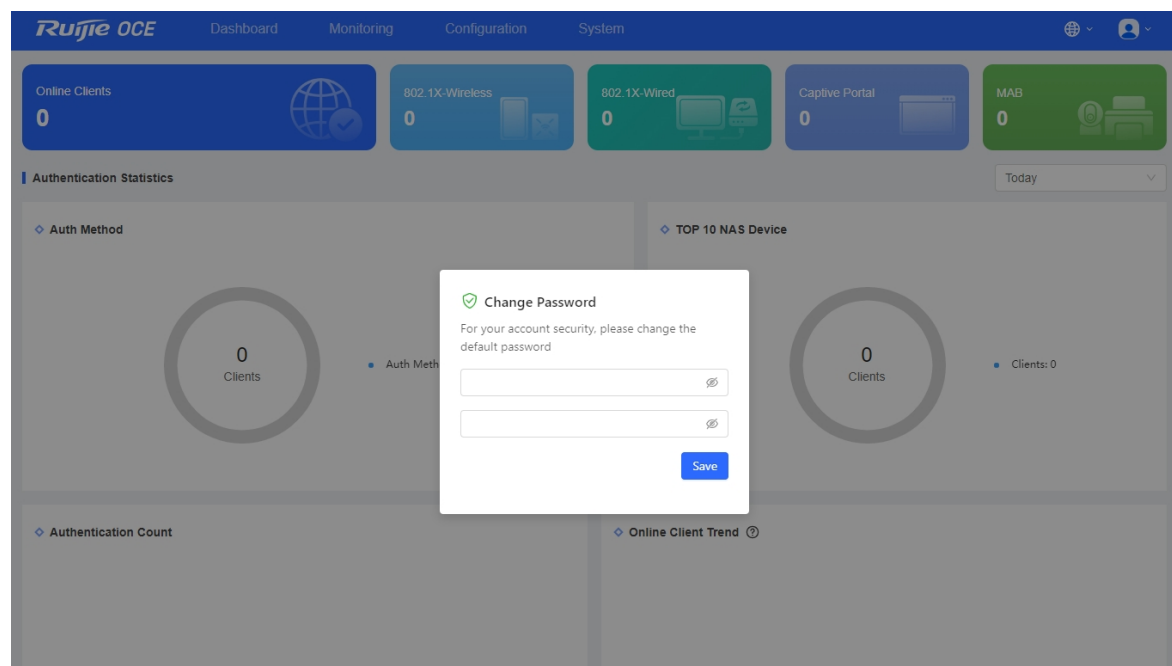 Ruijie OCE Dashboard Monitoring Configuration System
Online Clients
0
802.1X-Wireless
0
802.1X-Wired
0
Captive Portal
0
MAB
0
Authentication Statistics
Today
Auth Method
TOP 10 NAS Device
Change Password
For your account security, please change the
default password
Save
0
Clients
Auth Meth
0
Clients
Clients: 0
Authentication Count
Online Client Trend